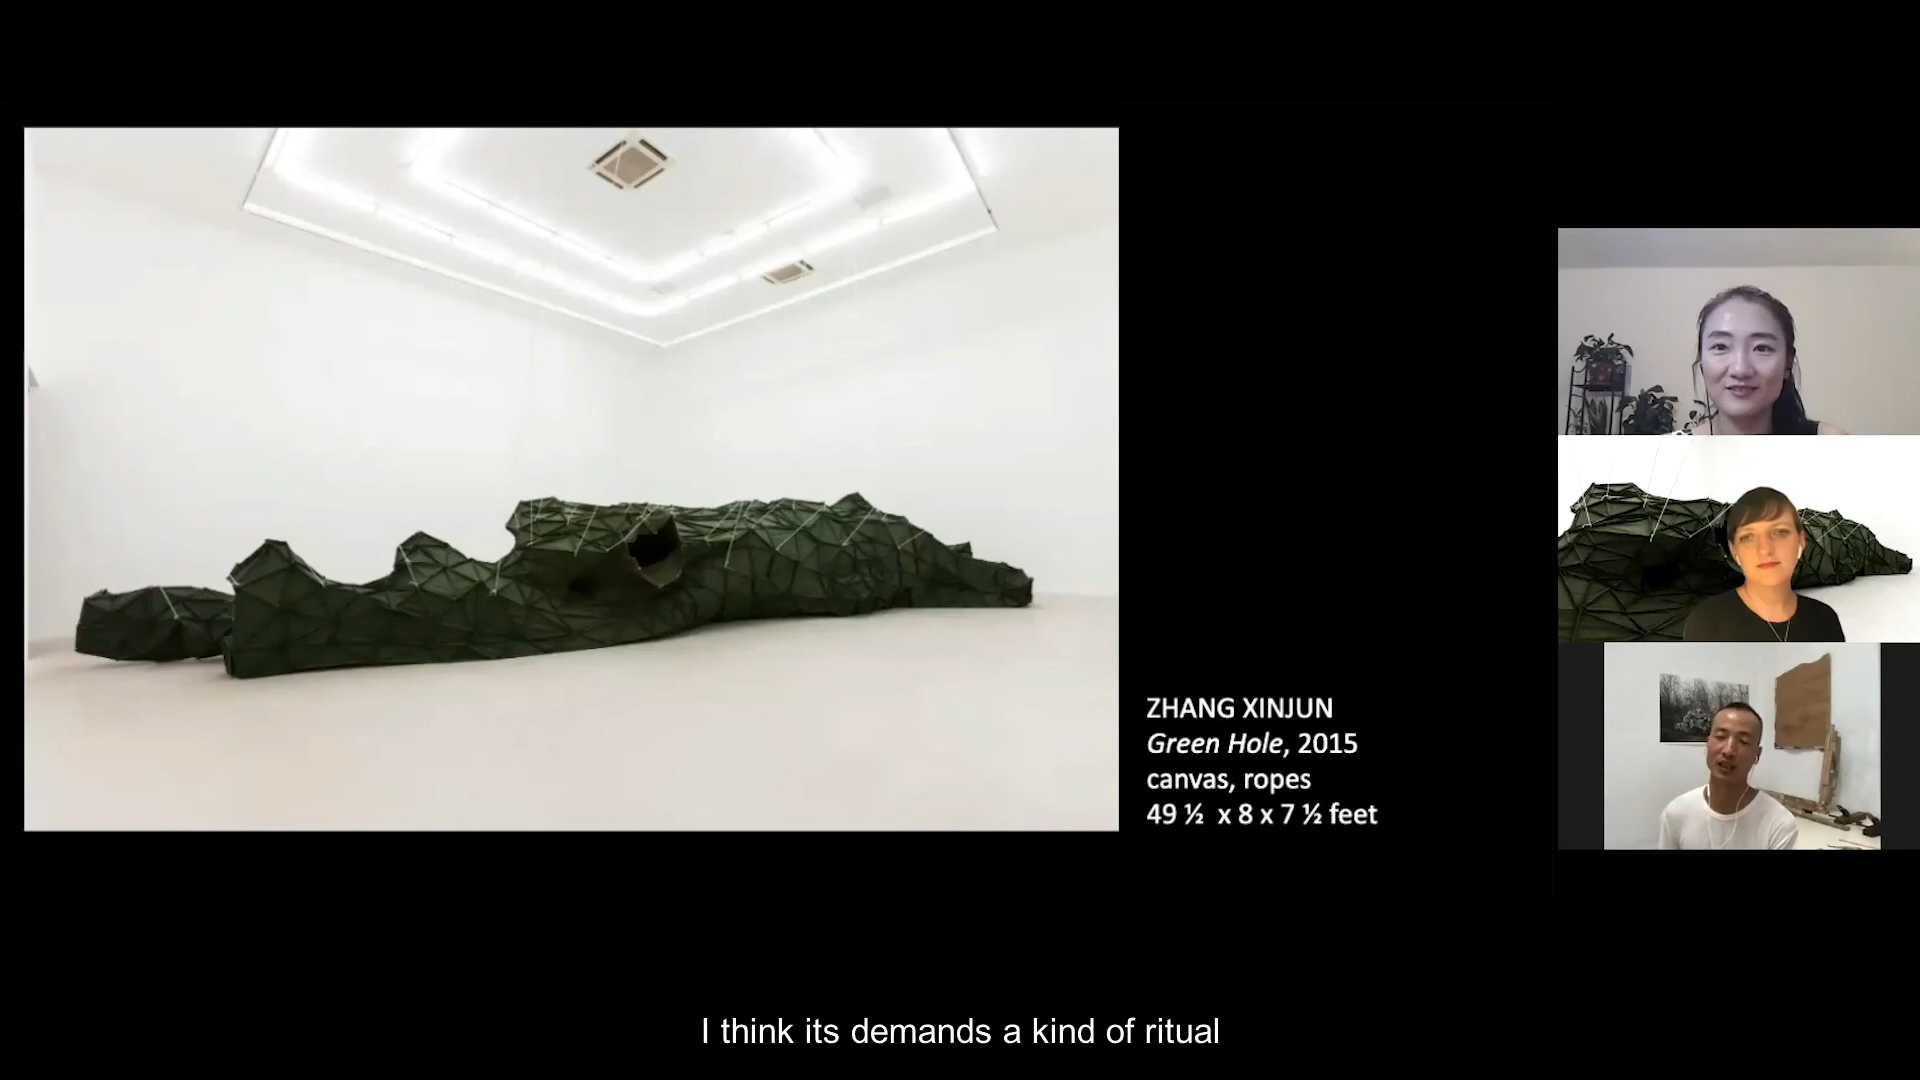 ZHANG XINJUN
Green Hole, 2015
canvas, ropes
49 ½ x 8 x 7 ½ feet
I think its demands a kind of ritual